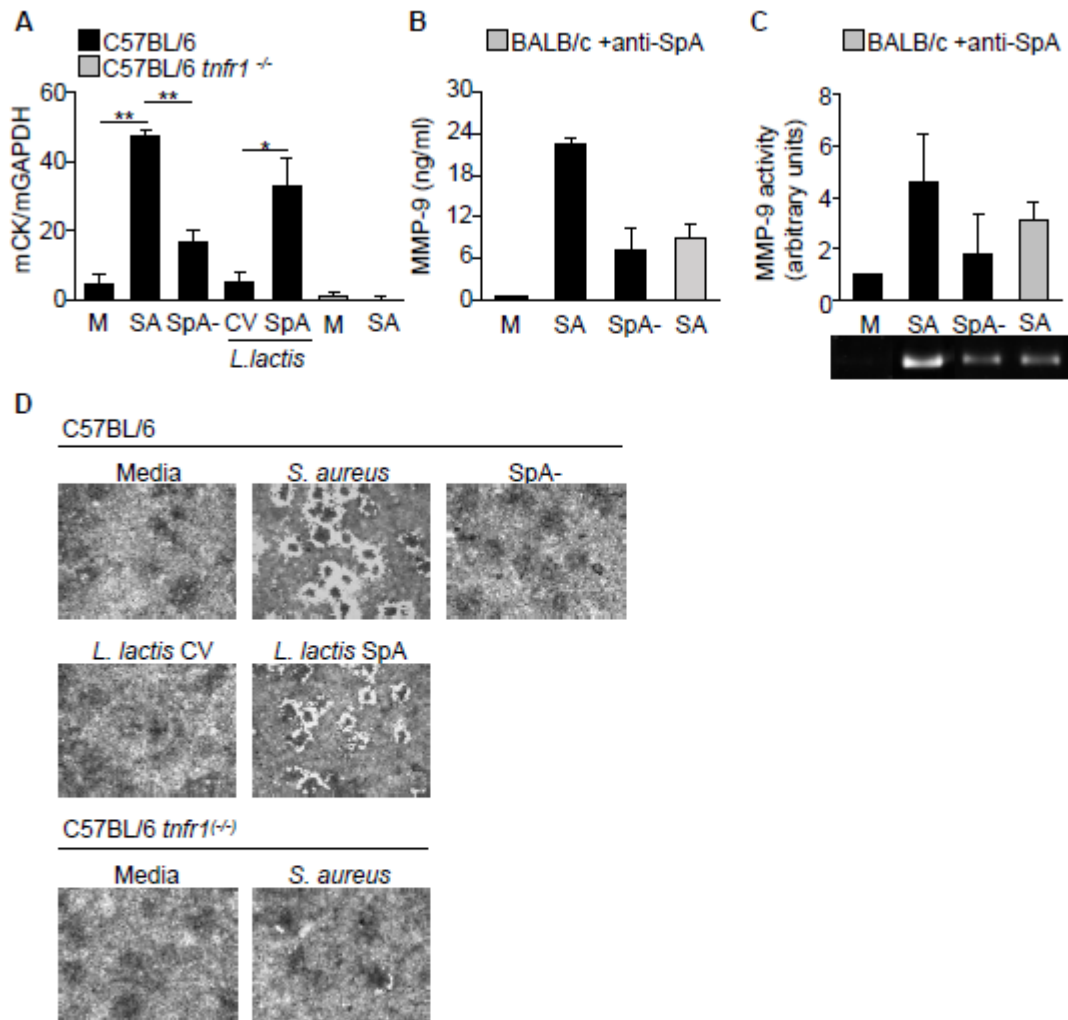 A
C57BL/6
C57BL/6 tnfr1 -/-
mCK/mGAPDH
60
40
20
0
** ** *
M SA SpA- CV SpA M SA
L.lactis
B
BALB/c +anti-SpA
MMP-9 (ng/ml)
30
24
18
12
6
0
M SA SpA- SA
C
BALB/c +anti-SpA
MMP-9 activity
(arbitrary units)
8
6
4
2
0
M SA SpA- SA
D
C57BL/6
Media S. aureus SpA-
L. lactis CV L. lactis SpA
C57BL/6 tnfr1(-/-)
Media S. aureus